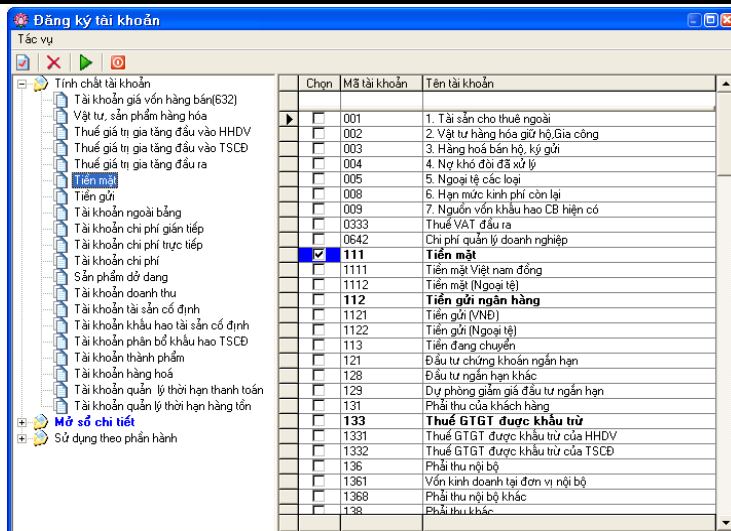 Đăng ký tài khoản
Tác vụ
Tính chất tài khoản
Tài khoản giá vốn hàng bán(632)
Vật tư, sản phẩm hàng hóa
Thuế giá trị gia tăng đầu vào HHDV
Thuế giá trị gia tăng đầu vào TSCĐ
Thuế giá trị gia tăng đầu ra
Tiền mặt
Tiền gửi
Tài khoản ngoài bảng
Tài khoản chi phí gián tiếp
Tài khoản chi phí trực tiếp
Tài khoản chi phí
Sản phẩm dở dang
Tài khoản doanh thu
Tài khoản tài sản cố định
Tài khoản khấu hao tài sản cố định
Tài khoản phân bổ khấu hao TSCĐ
Tài khoản thành phẩm
Tài khoản hàng hoá
Tài khoản quản lý thời hạn thanh toán
Tài khoản quản lý thời hạn hàng tồn
Mở sổ chi tiết
Sử dụng theo phần hành
Chọn Mã tài khoản Tên tài khoản
001 1. Tài sản cho thuê ngoài
002 2. Vật tư hàng hóa giữ hộ,Gia công
003 3. Hàng hoá bán hộ, ký gửi
004 4. Nợ khó đòi đã xử lý
005 5. Ngoại tệ các loại
008 6. Hạn mức kinh phí còn lại
009 7. Nguồn vốn khấu hao CB hiện có
0333 Thuế VAT đầu ra
0642 Chi phí quản lý doanh nghiệp
111 Tiền mặt
1111 Tiền mặt Việt nam đồng
1112 Tiền mặt (Ngoại tệ)
112 Tiền gửi ngân hàng
1121 Tiền gửi (VNĐ)
1122 Tiền gửi (Ngoại tệ)
113 Tiền đang chuyển
121 Đầu tư chứng khoán ngắn hạn
128 Đầu tư ngắn hạn khác
129 Dự phòng giảm giá đầu tư ngắn hạn
131 Phải thu của khách hàng
133 Thuế GTGT được khấu trừ
1331 Thuế GTGT được khấu trừ của HHDV
1332 Thuế GTGT được khấu trừ của TSCĐ
136 Phải thu nội bộ
1361 Vốn kinh doanh tại đơn vị nội bộ
1368 Phải thu nội bộ khác
138 Phải thu khác